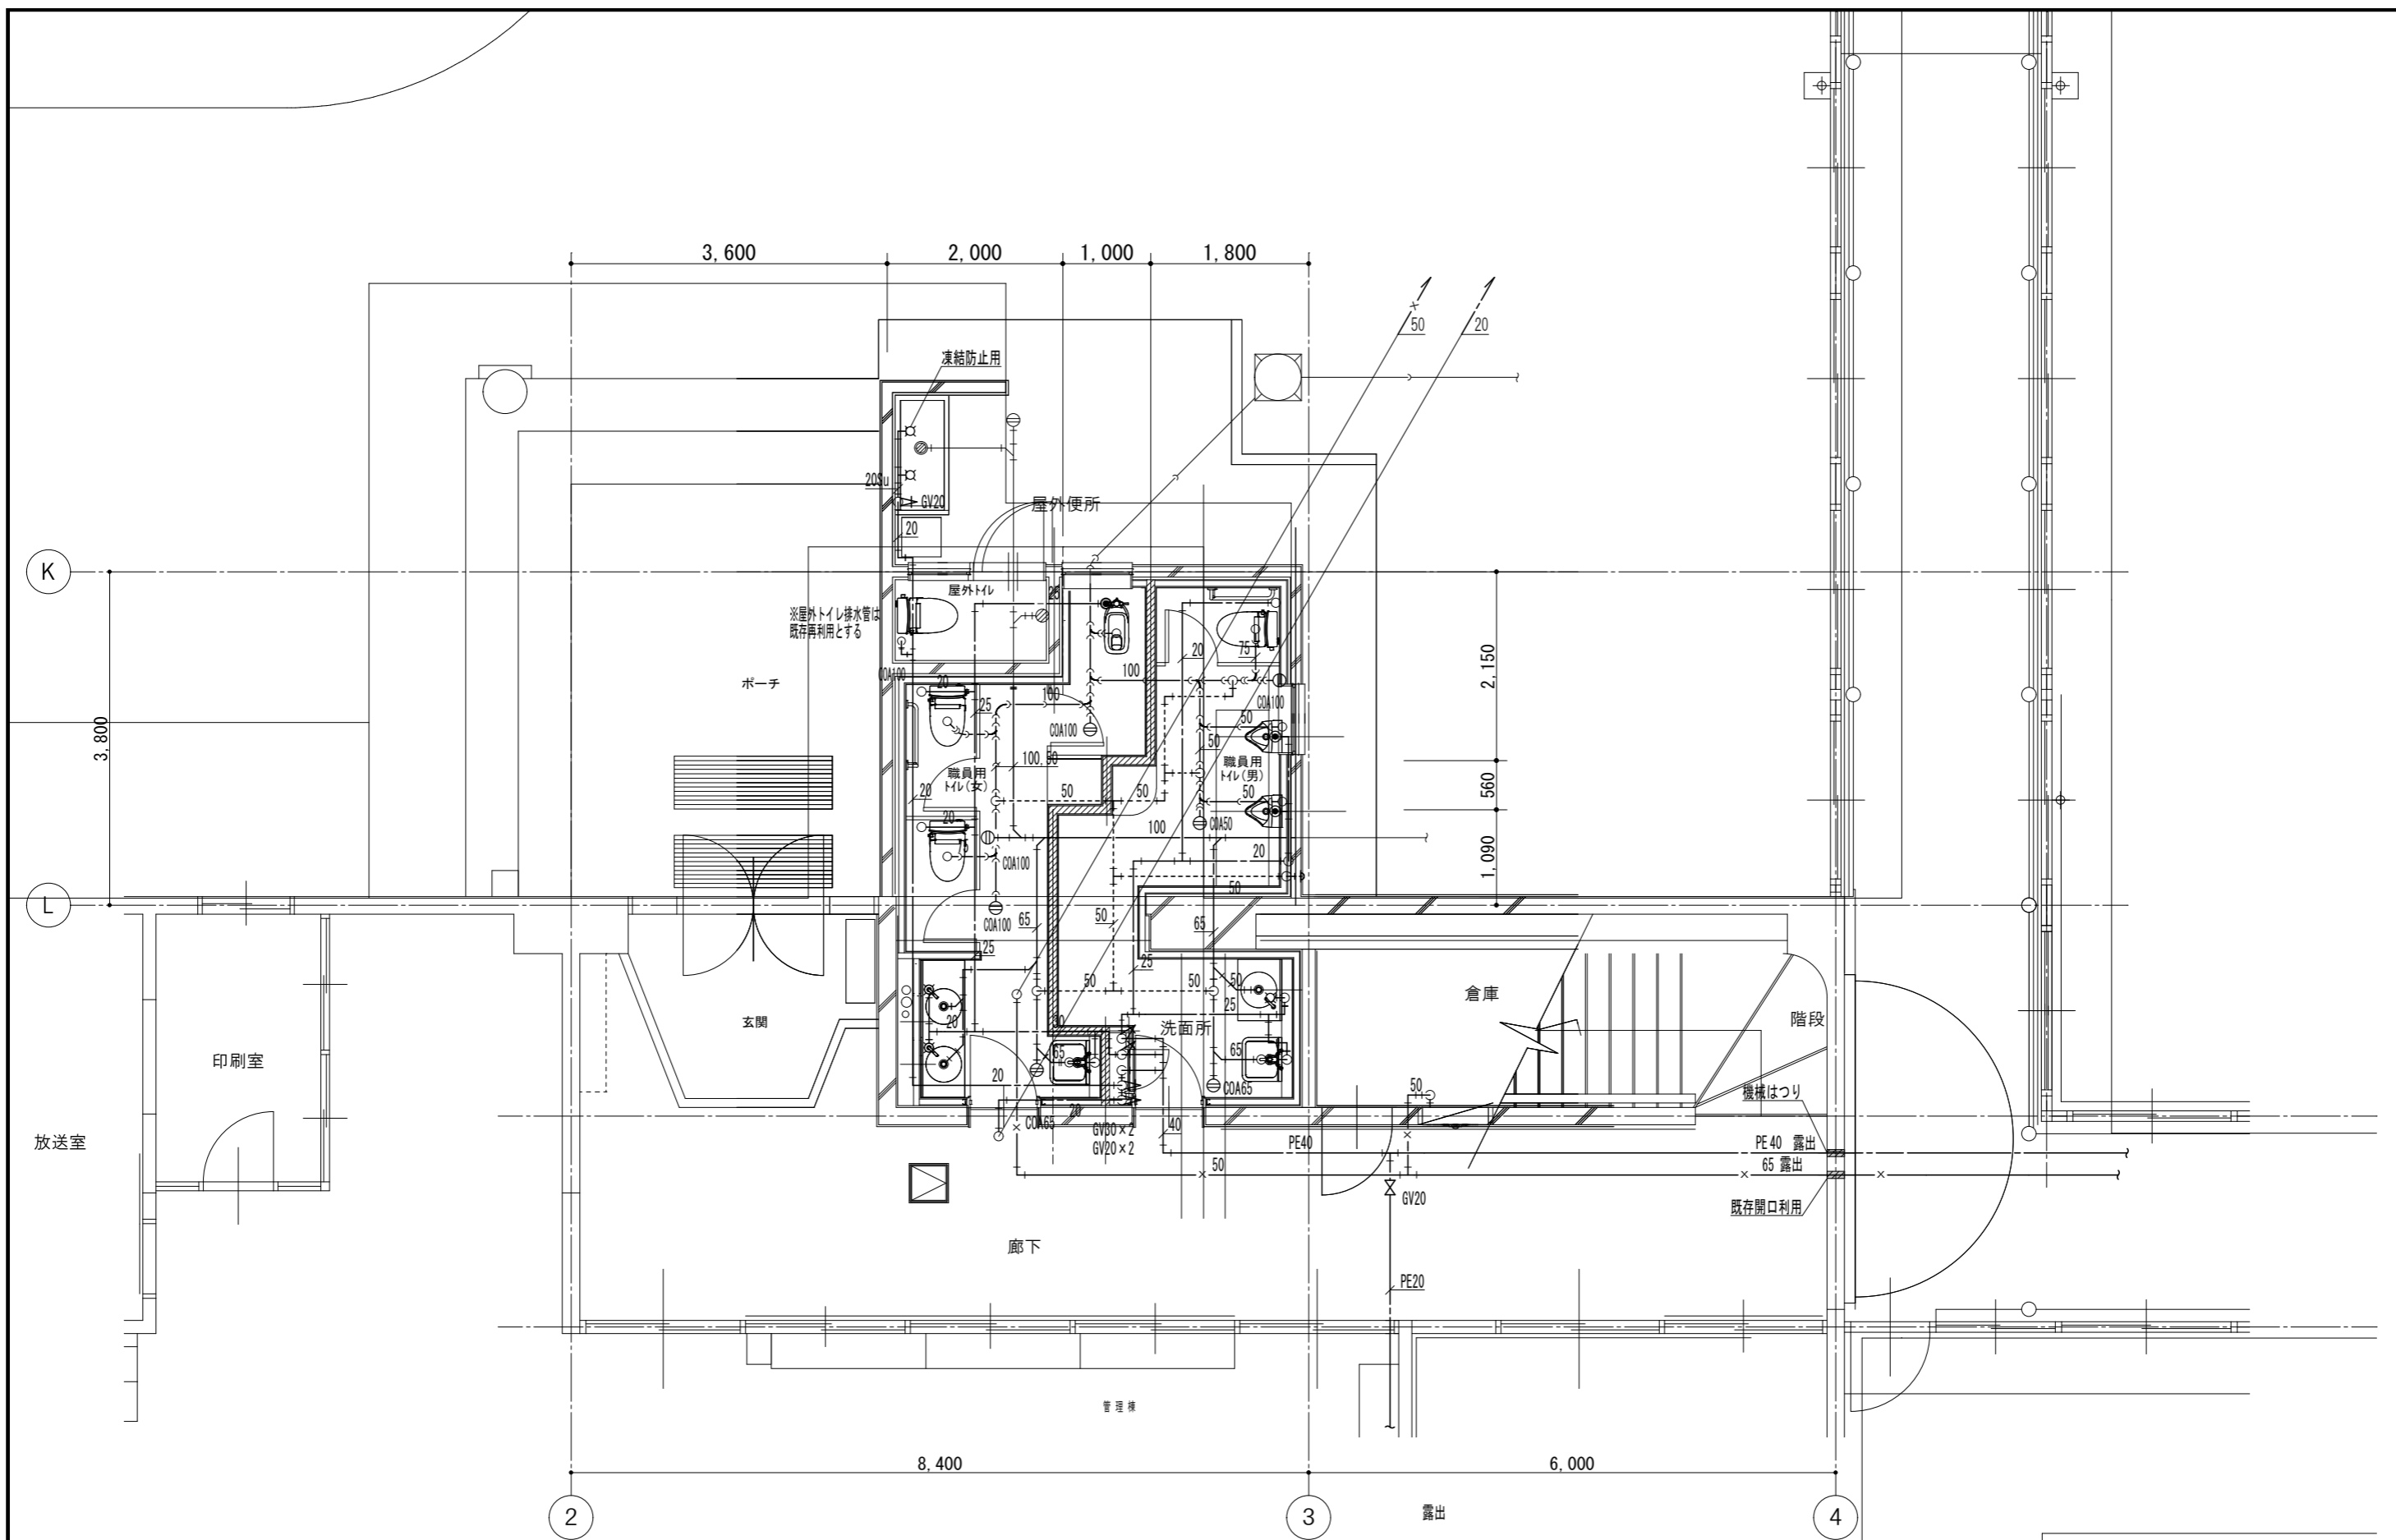 3,600
2,000
1,000
1,800
50
20
凍結防止用
20Su
GV20
20
屋外便所
K
屋外トイレ
25
※屋外トイレ排水管は
既存再利用とする
COA100
20
75
100
20
100
25
COA100
COA100
50
50
ポーチ
2,150
3,800
100,50
職員用
トイレ(女)
職員用
トイレ(男)
20
50
50
50
560
20
75
100
COA50
COA100
20
1,090
50
L
COA100
65
50
65
25
25
50
50
50
25
倉庫
階段
玄関
20
30
洗面所
印刷室
65
65
20
COA65
50
機械はつり
20
COA65
GV30×2
GV20×2
40
放送室
PE40
PE40 露出
50
65 露出
GV20
既存開口利用
廊下
PE20
管理棟
8,400
6,000
2
3
露出
4